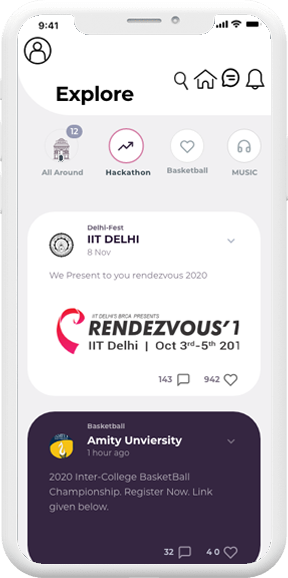 9:41
Explore
12
All Around
Hackathon
Basketball
MUSIC
Delhi-Fest
IIT DELHI
8 Nov
We Present to you rendezvous 2020
IIT DELHI'S BRCA PRESENTS
RENDEZVOUS'1
IIT Delhi | Oct 3rd-5th 201
143
942
Basketball
Amity Unviersity
1 hour ago
2020 Inter-College BasketBall
Championship. Register Now. Link
given below.
32
4 0